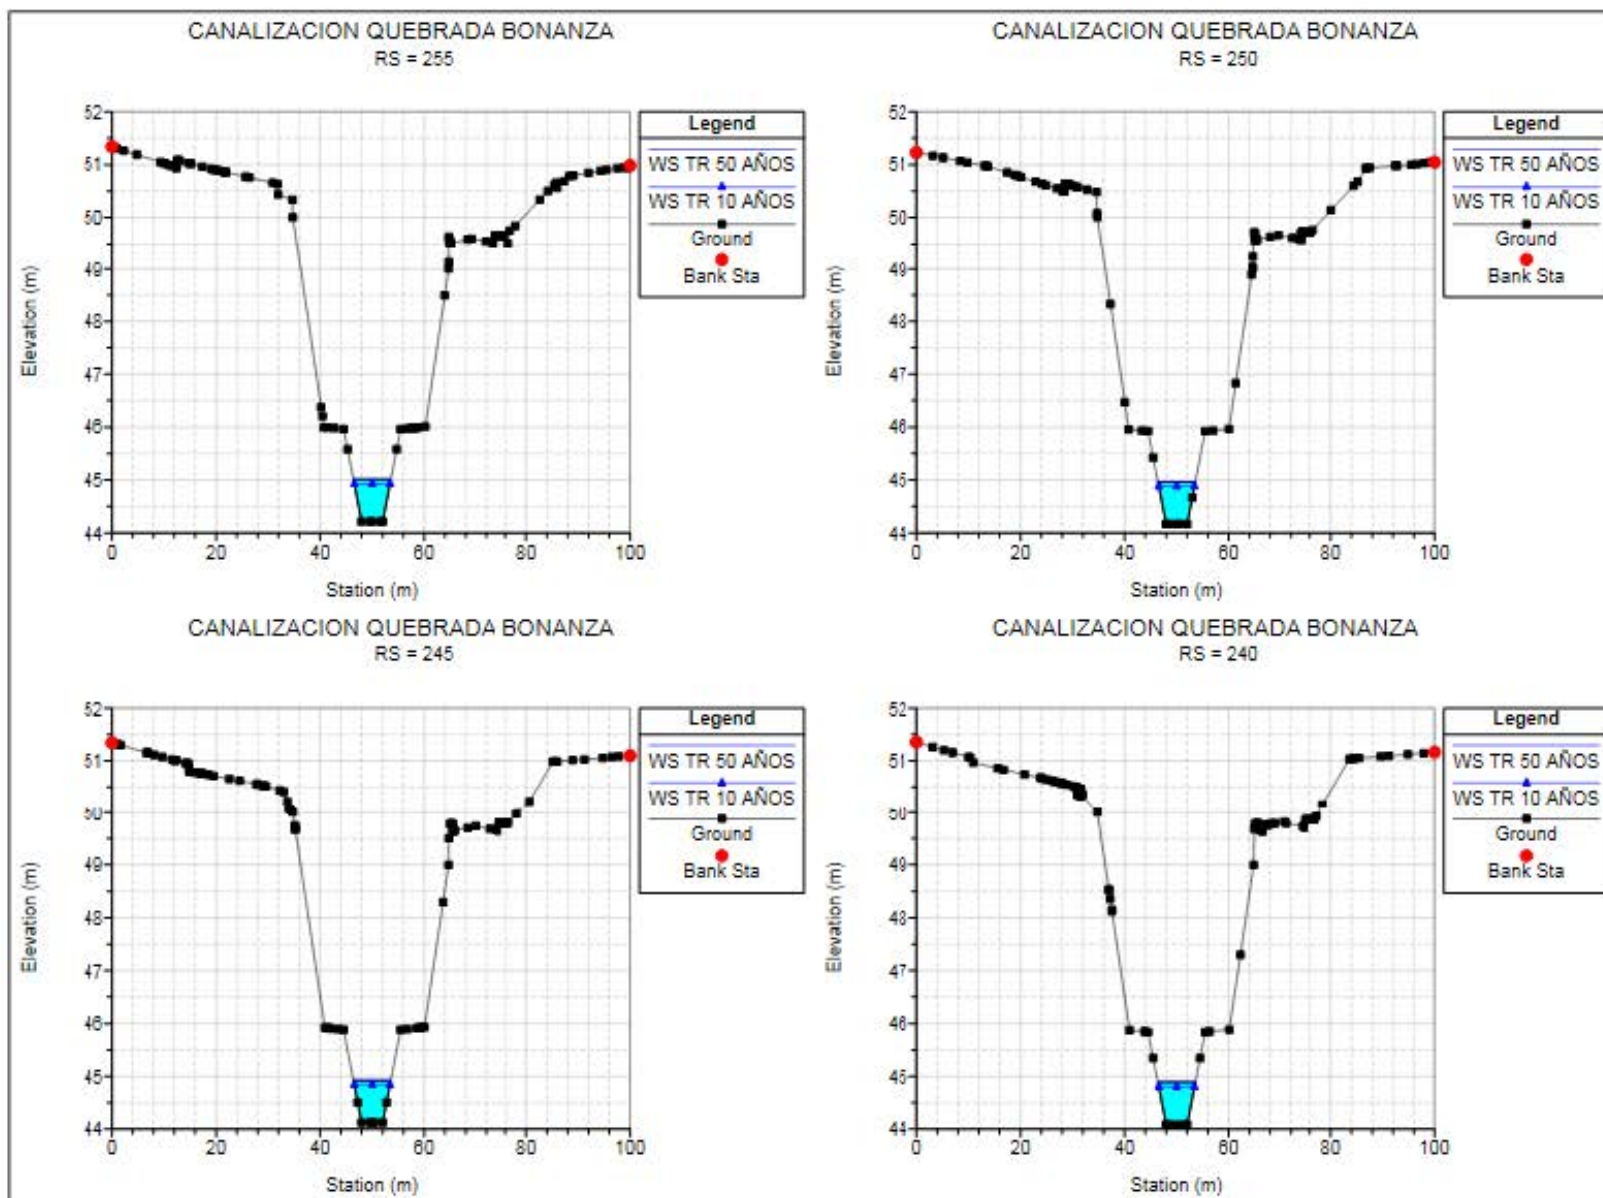 CANALIZACION QUEBRADA BONANZA
RS = 255
52
51
50
49
48
47
46
45
44
Elevation (m)
0 20 40 60 80 100
Station (m)
Legend
WS TR 50 AÑOS
WS TR 10 AÑOS
Ground
Bank Sta
CANALIZACION QUEBRADA BONANZA
RS = 250
52
51
50
49
48
47
46
45
44
Elevation (m)
0 20 40 60 80 100
Station (m)
Legend
WS TR 50 AÑOS
WS TR 10 AÑOS
Ground
Bank Sta
CANALIZACION QUEBRADA BONANZA
RS = 245
52
51
50
49
48
47
46
45
44
Elevation (m)
0 20 40 60 80 100
Station (m)
Legend
WS TR 50 AÑOS
WS TR 10 AÑOS
Ground
Bank Sta
CANALIZACION QUEBRADA BONANZA
RS = 240
52
51
50
49
48
47
46
45
44
Elevation (m)
0 20 40 60 80 100
Station (m)
Legend
WS TR 50 AÑOS
WS TR 10 AÑOS
Ground
Bank Sta